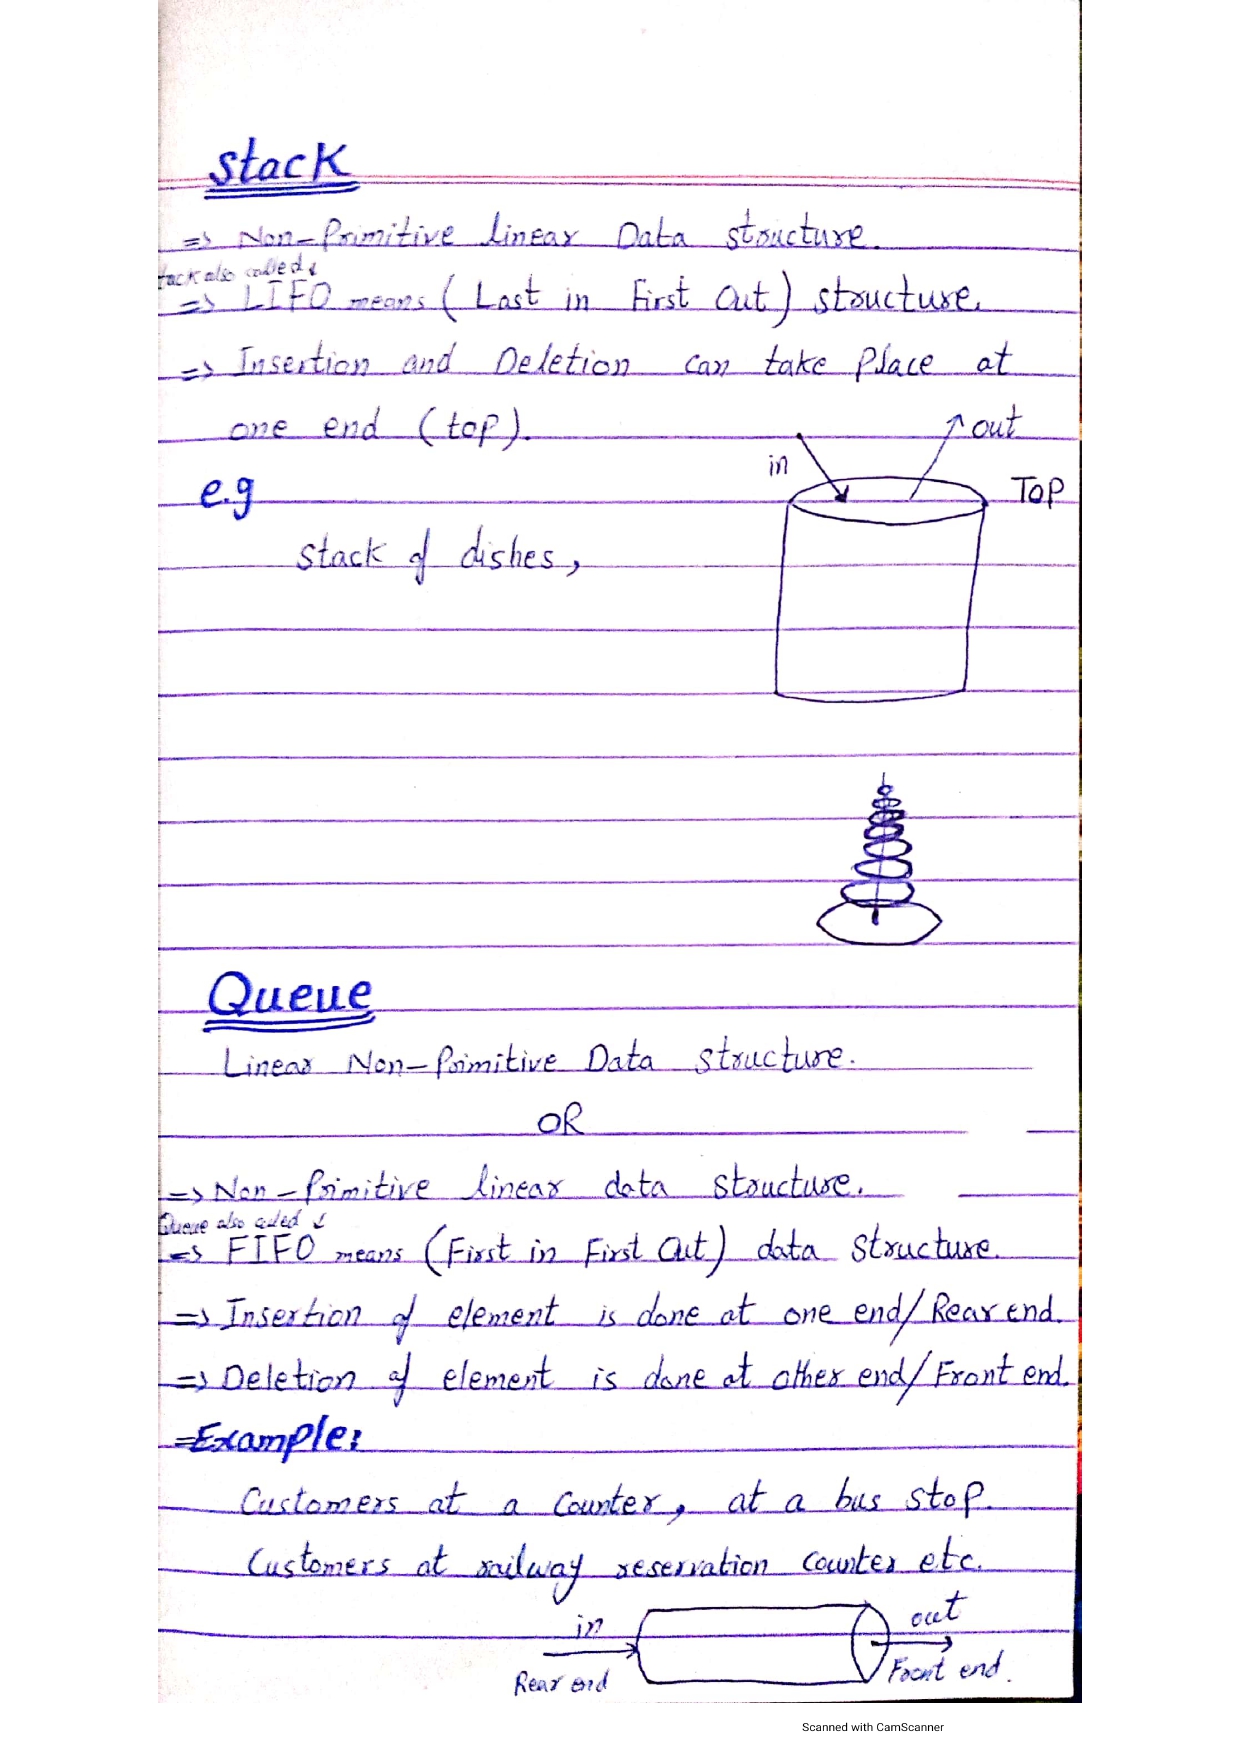 Stack
=> Non-Primitive linear Data structure.
stack also called ↓
=> LIFO means (Last in First Out) structure.
=> Insertion and Deletion can take Place at
one end (top).
in
out
e.g
Top
stack of dishes,
Queue
Linear Non-Primitive Data structure.
OR
=> Non-Primitive linear data structure.
Queue also called ↓
=> FIFO means (First in First Out) data structure.
=> Insertion of element is done at one end/Rear end.
=> Deletion of element is done at other end/Front end.
=Example:
Customers at a Counter, at a bus stop.
Customers at railway reservation counter etc.
in
out
Rear end
Front end.
Scanned with CamScanner